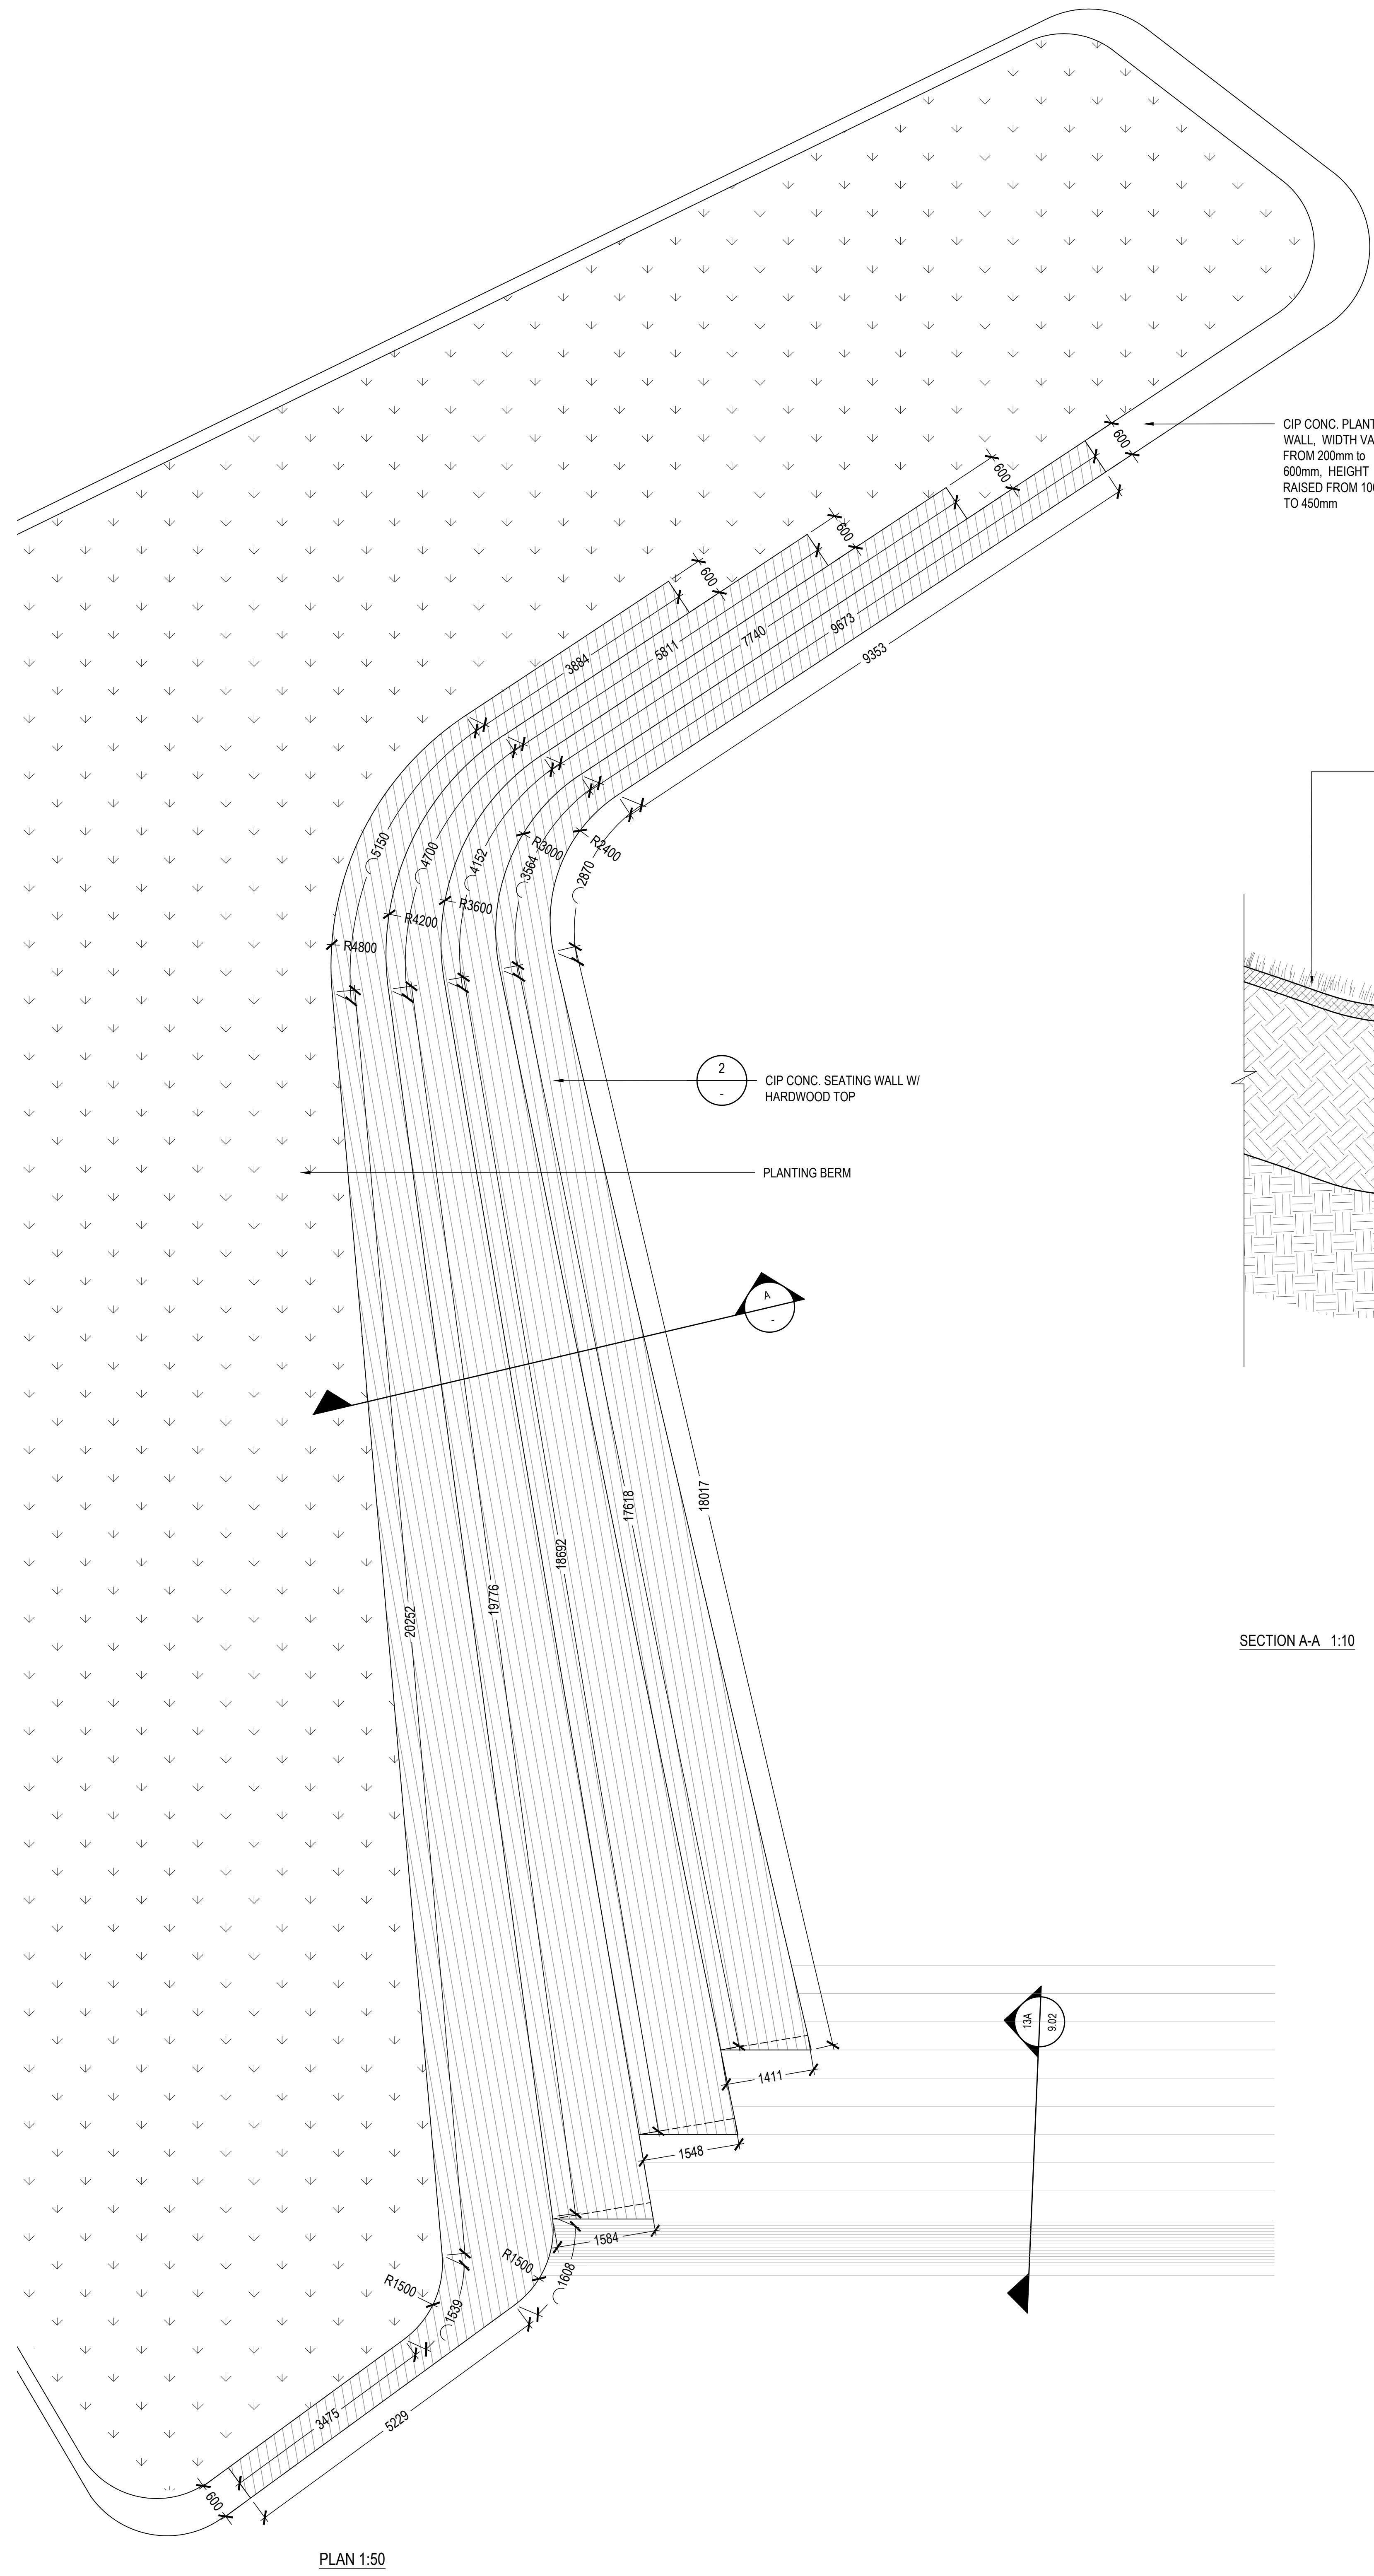 CIP CONC. PLANT
WALL, WIDTH VA
FROM 200mm to
600mm, HEIGHT
RAISED FROM 10
TO 450mm
600
600
600
600
3884
5811
7740
9673
9353
5150
4700
4152
3564
2870
R3000
R2400
R3600
R4200
R4800
2
-
CIP CONC. SEATING WALL W/
HARDWOOD TOP
PLANTING BERM
A
-
18017
17618
18692
19776
20252
SECTION A-A 1:10
13A
9.02
1411
1548
1584
R1500
1608
R1500
1539
3475
5229
600
PLAN 1:50